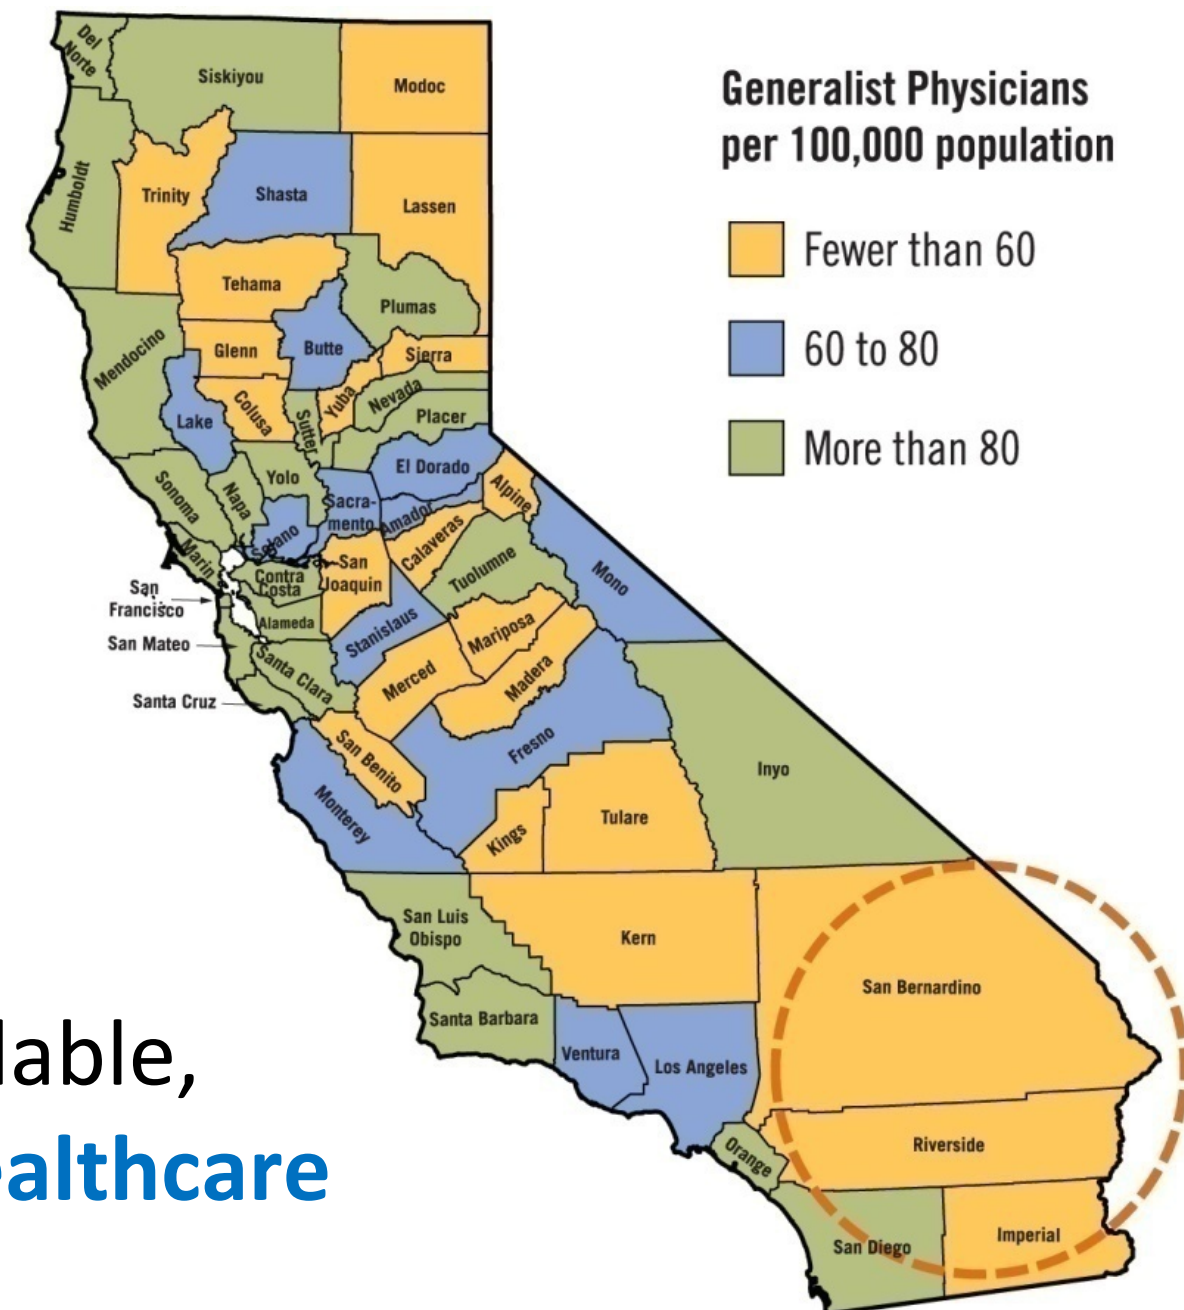 Generalist Physicians
per 100,000 population
Fewer than 60
60 to 80
More than 80
Del
Norte
Siskiyou
Modoc
Humboldt
Trinity
Shasta
Lassen
Tehama
Plumas
Mendocino
Glenn
Butte
Sierra
Lake
Colusa
Sutter
Yuba
Nevada
Placer
Sonoma
Napa
Yolo
El Dorado
Sacra-
mento
Amador
Alpine
Solano
Marin
Calaveras
San
Joaquin
Tuolumne
Mono
Contra
Costa
San
Francisco
Alameda
Stanislaus
Mariposa
San Mateo
Santa Clara
Merced
Madera
Santa Cruz
San Benito
Fresno
Inyo
Monterey
Kings
Tulare
San Luis
Obispo
Kern
San Bernardino
Santa Barbara
Ventura
Los Angeles
Orange
Riverside
San Diego
Imperial
lable,
ealthcare